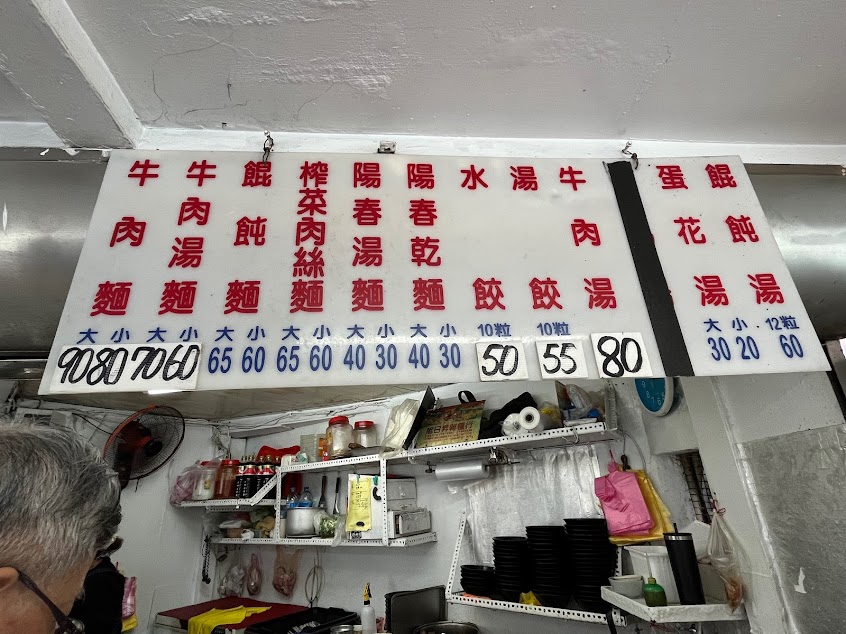 牛肉麵
大 小
90 80
牛肉湯麵
大 小
70 60
餛飩麵
大 小
65 60
榨菜肉絲麵
大 小
65 60
陽春湯麵
大 小
40 30
陽春乾麵
大 小
40 30
水餃
10粒
50
湯餃
10粒
55
牛肉湯
80
蛋花湯
大 小
30 20
餛飩湯
12粒
60